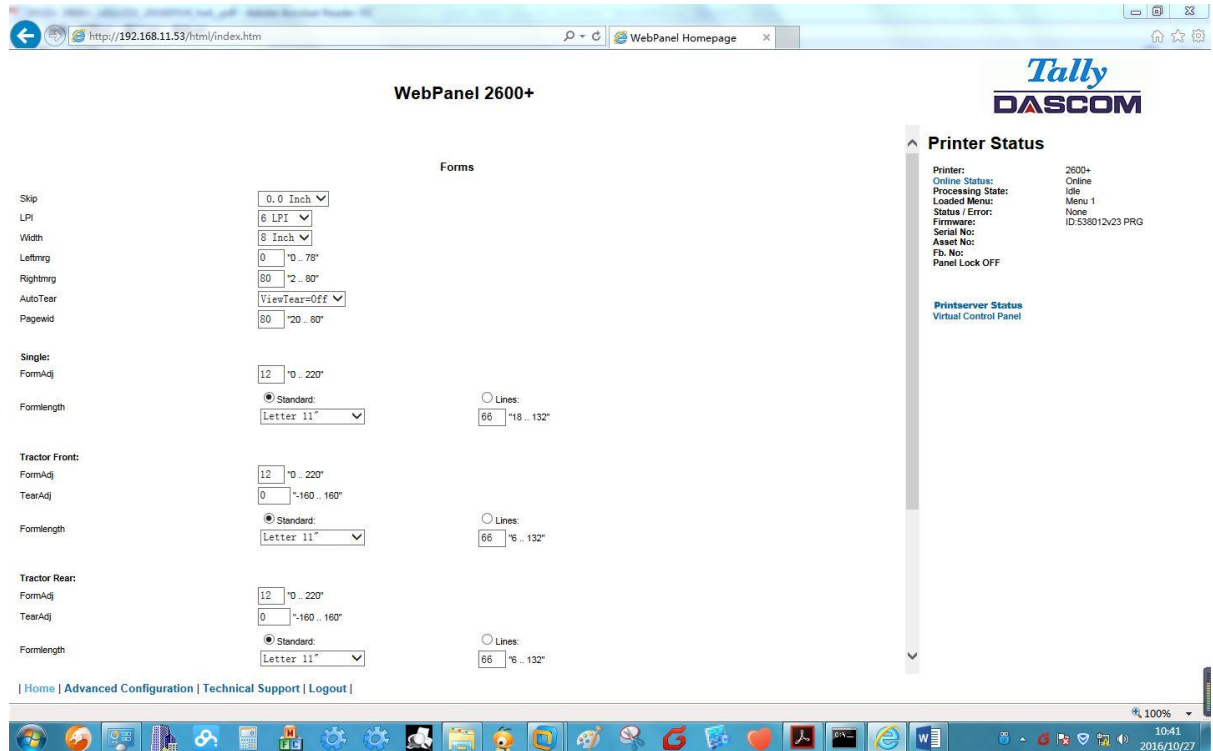 http://192.168.11.53/html/index.htm
WebPanel Homepage
WebPanel 2600+
Tally
DASCOM
Forms
Skip 0.0 Inch
LPI 6 LPI
Width 8 Inch
Leftmrg 0 "0 .. 78"
Rightmrg 80 "2 .. 80"
AutoTear ViewTear=Off
Pagewid 80 "20 .. 80"
Single:
FormAdj 12 "0 .. 220"
Standard: Lines:
Formlength
Letter 11″ 66 "18 .. 132"
Tractor Front:
FormAdj 12 "0 .. 220"
TearAdj 0 "-160 .. 160"
Standard: Lines:
Formlength
Letter 11″ 66 "6 .. 132"
Tractor Rear:
FormAdj 12 "0 .. 220"
TearAdj 0 "-160 .. 160"
Standard: Lines:
Formlength
Letter 11″ 66 "6 .. 132"
Printer Status
Printer: 2600+
Online Status: Online
Processing State: Idle
Loaded Menu: Menu 1
Status / Error: None
Firmware: ID:538012v23 PRG
Serial No:
Asset No:
Fb. No:
Panel Lock OFF
Printserver Status
Virtual Control Panel
| Home | Advanced Configuration | Technical Support | Logout |
100%
10:41
2016/10/27